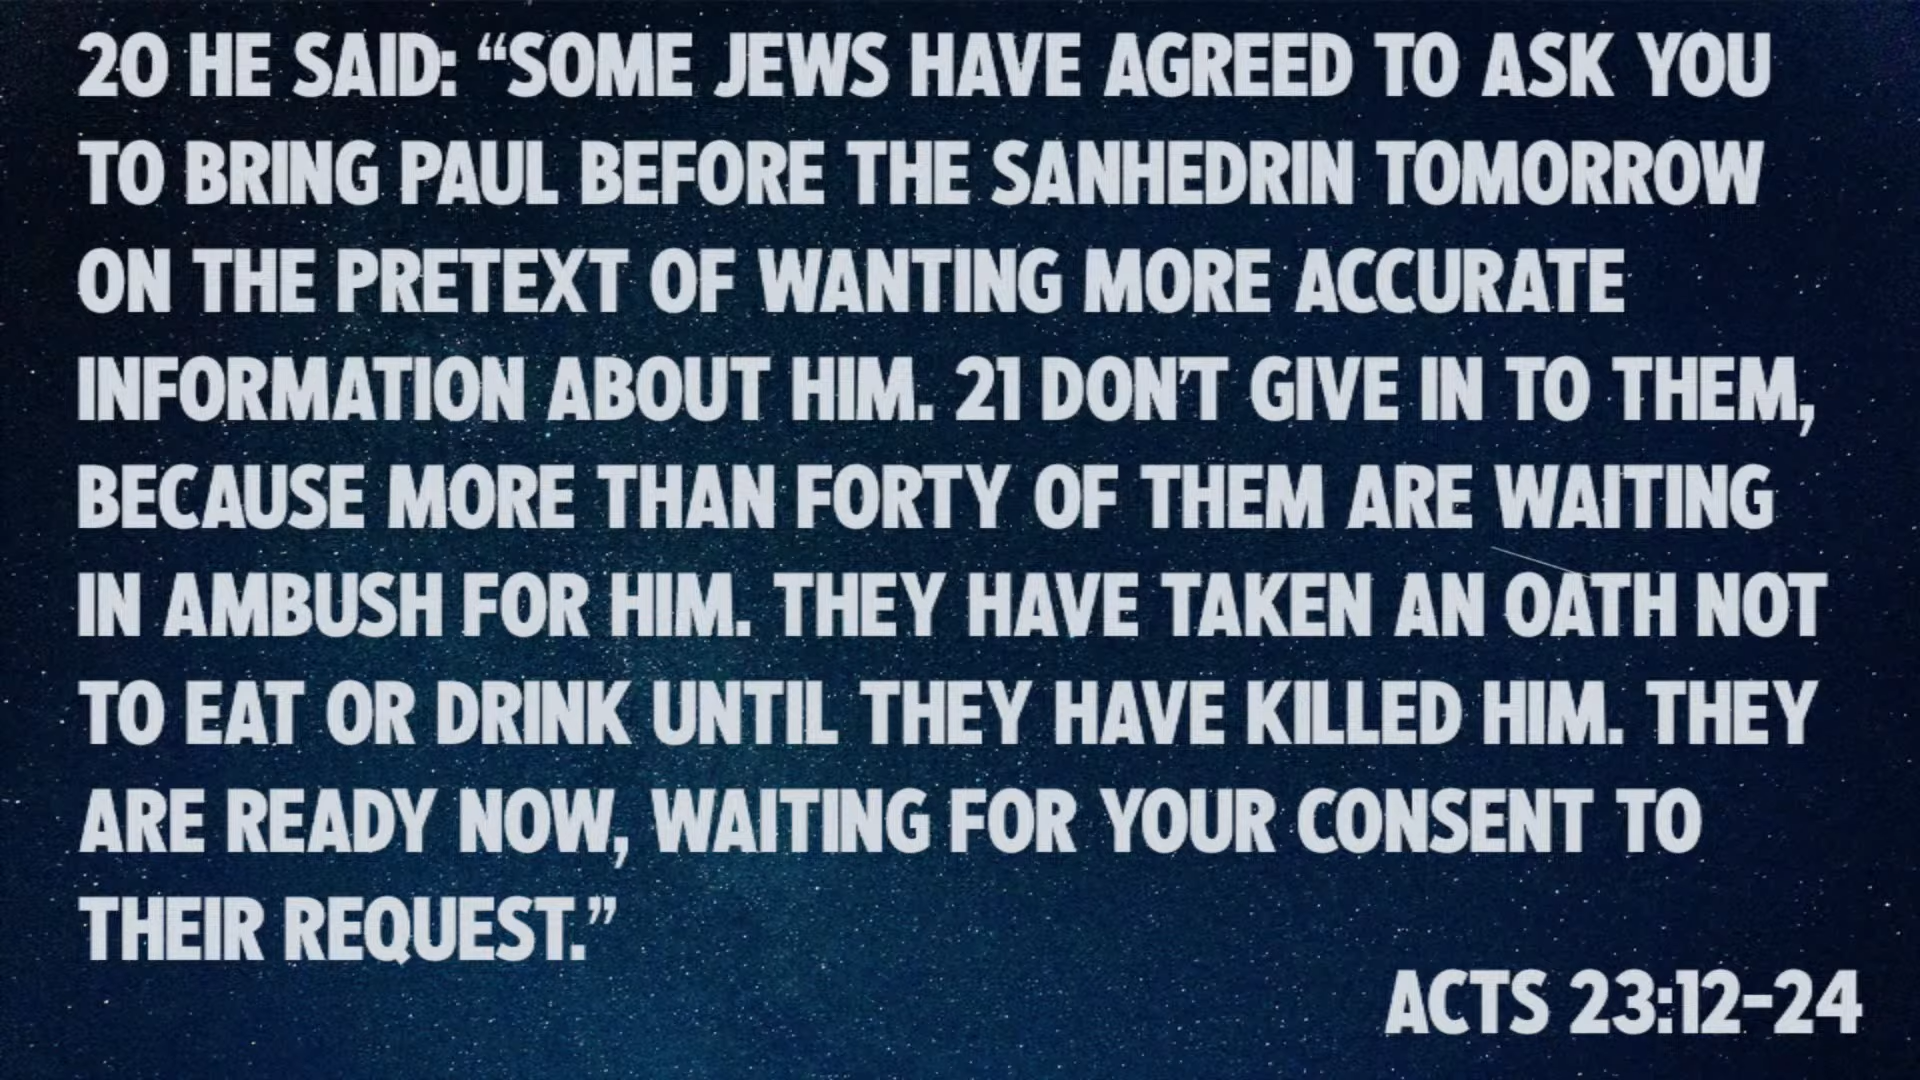 20 HE SAID: “SOME JEWS HAVE AGREED TO ASK YOU
TO BRING PAUL BEFORE THE SANHEDRIN TOMORROW
ON THE PRETEXT OF WANTING MORE ACCURATE
INFORMATION ABOUT HIM. 21 DON’T GIVE IN TO THEM,
BECAUSE MORE THAN FORTY OF THEM ARE WAITING
IN AMBUSH FOR HIM. THEY HAVE TAKEN AN OATH NOT
TO EAT OR DRINK UNTIL THEY HAVE KILLED HIM. THEY
ARE READY NOW, WAITING FOR YOUR CONSENT TO
THEIR REQUEST.”
ACTS 23:12-24